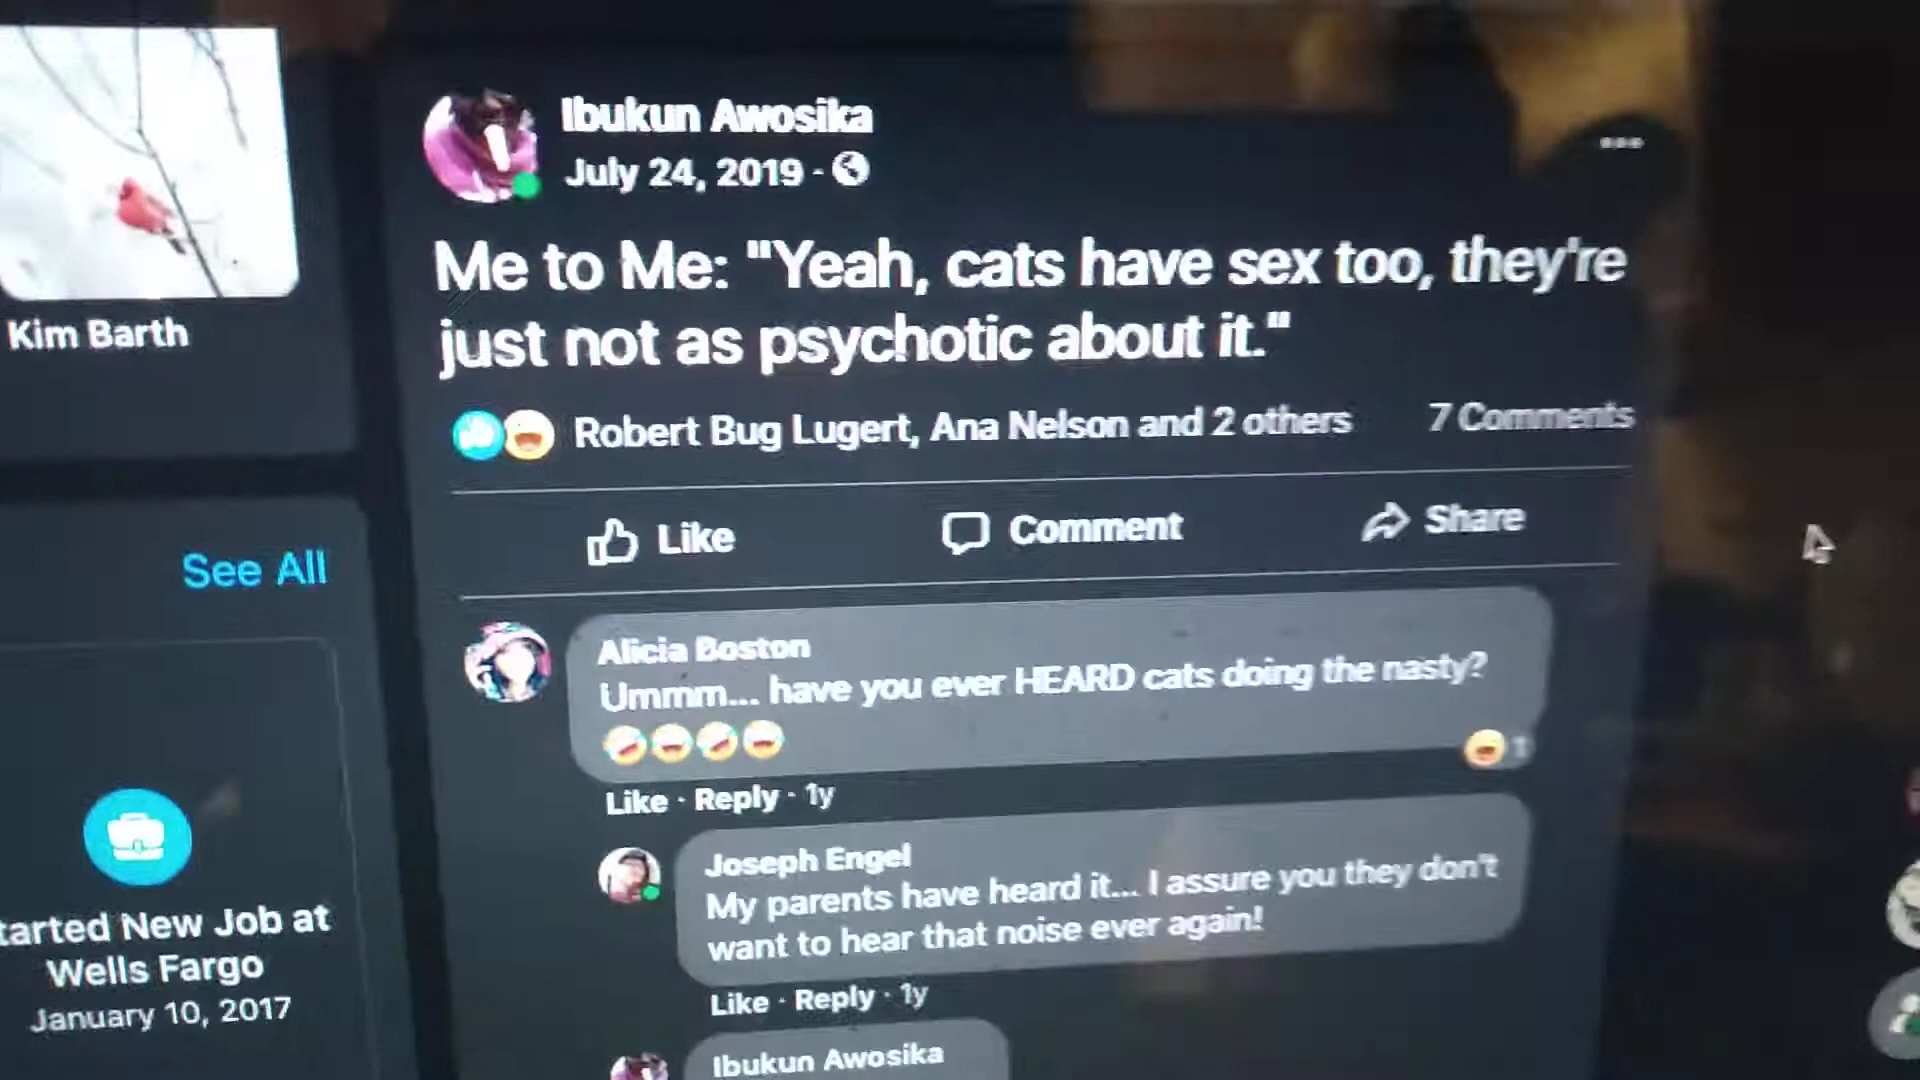 Ibukun Awosika
July 24, 2019 ·
Me to Me: "Yeah, cats have sex too, they're
just not as psychotic about it."
Kim Barth
Robert Bug Lugert, Ana Nelson and 2 others
7 Comments
Like
Comment
Share
See All
Alicia Boston
Ummm... have you ever HEARD cats doing the nasty?
1
Like · Reply · 1y
Joseph Engel
My parents have heard it... I assure you they don't
want to hear that noise ever again!
Like · Reply · 1y
tarted New Job at
Wells Fargo
January 10, 2017
Ibukun Awosika